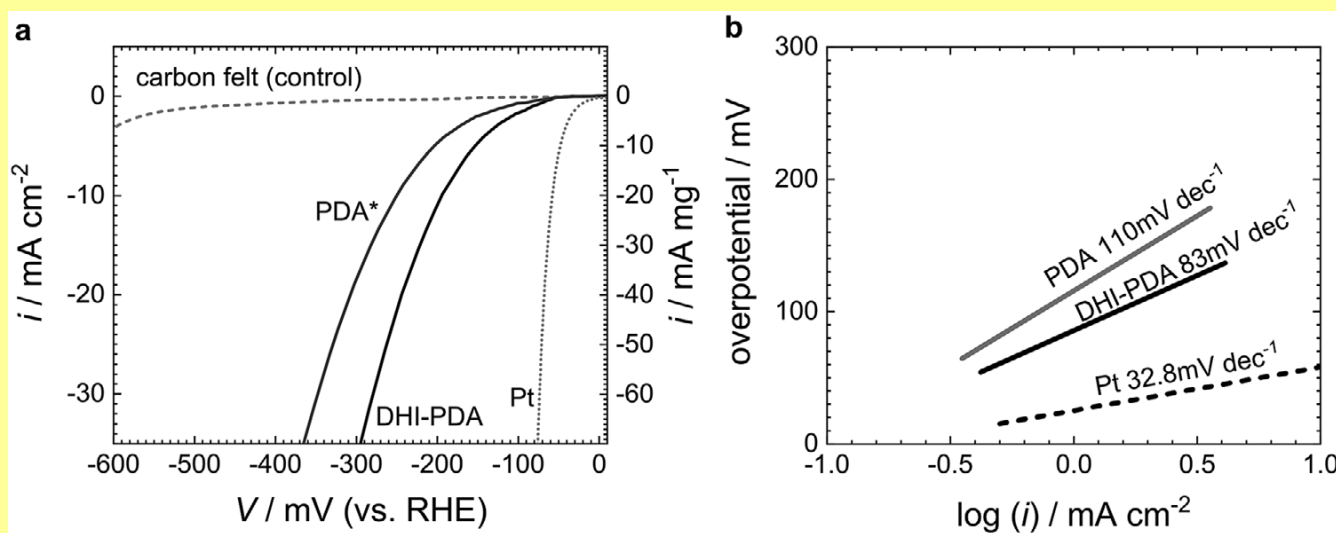 a
carbon felt (control)
0
-10
-20
-30
i / mA cm-2
PDA*
DHI-PDA
Pt
0
-10
-20
-30
-40
-50
-60
i / mA mg-1
-600
-500
-400
-300
-200
-100
0
V / mV (vs. RHE)
b
300
200
100
0
overpotential / mV
PDA 110mV dec-1
DHI-PDA 83mV dec-1
Pt 32.8mV dec-1
-1.0
-0.5
0.0
0.5
1.0
log (i) / mA cm-2